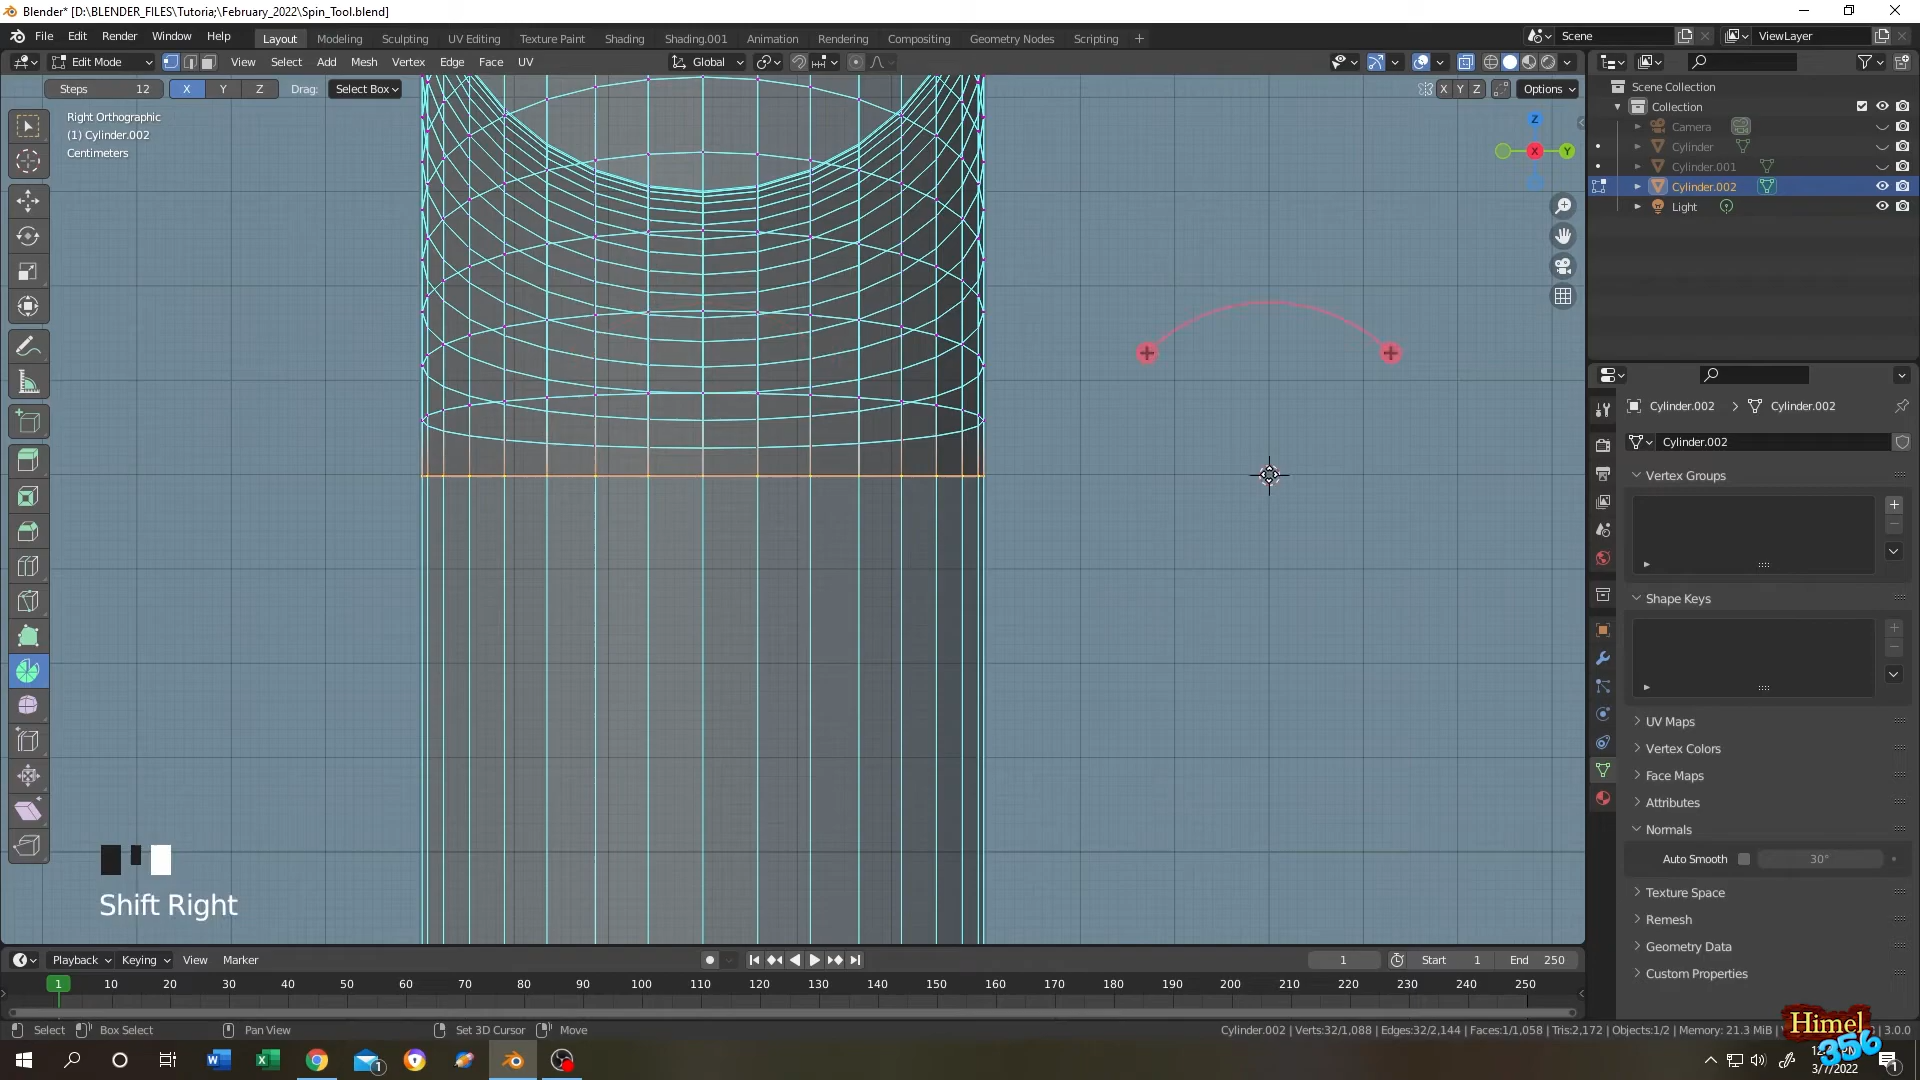 Blender* [D:\BLENDER_FILES\Tutoria;\February_2022\Spin_Tool.blend]
File Edit Render Window Help Layout Modeling Sculpting UV Editing Texture Paint Shading Shading.001 Animation Rendering Compositing Geometry Nodes Scripting + Scene ViewLayer
Edit Mode View Select Add Mesh Vertex Edge Face UV Global
Steps 12 X Y Z Drag: Select Box X Y Z Options
Right Orthographic
(1) Cylinder.002
Centimeters
Z
X
Y
Scene Collection
Collection
Camera
Cylinder
Cylinder.001
Cylinder.002
Light
Cylinder.002 > Cylinder.002
Cylinder.002
Vertex Groups
Shape Keys
UV Maps
Vertex Colors
Face Maps
Attributes
Normals
Auto Smooth 30°
Texture Space
Remesh
Geometry Data
Custom Properties
Shift Right
Playback Keying View Marker 1 Start 1 End 250
1 10 20 30 40 50 60 70 80 90 100 110 120 130 140 150 160 170 180 190 200 210 220 230 240 250
Select Box Select Pan View Set 3D Cursor Move Cylinder.002 | Verts:32/1,088 | Edges:32/2,144 | Faces:1/1,058 | Tris:2,172 | Objects:1/2 | Memory: 21.3 MiB | 3.0.0
Himel
356
3/7/2022